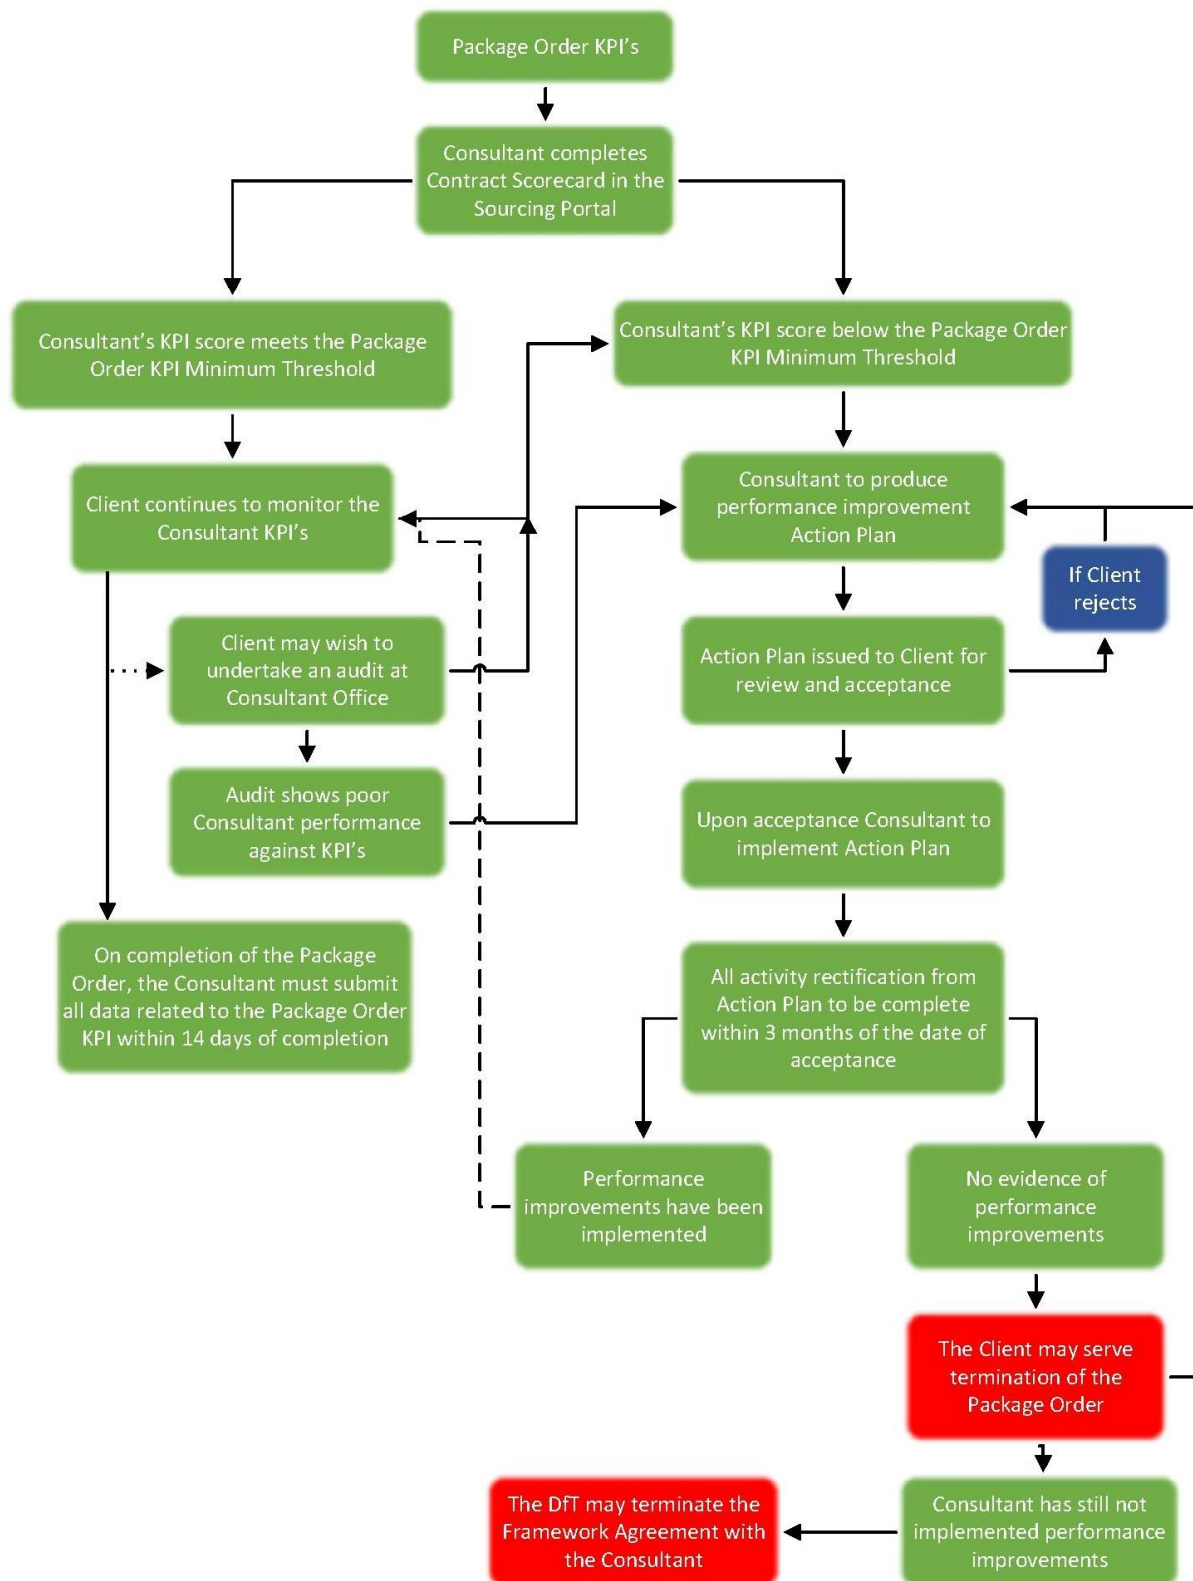 Package Order KPI's
Consultant completes
Contract Scorecard in the
Sourcing Portal
Consultant's KPI score meets the Package
Order KPI Minimum Threshold
Consultant's KPI score below the Package Order
KPI Minimum Threshold
Client continues to monitor the
Consultant KPI's
Consultant to produce
performance improvement
Action Plan
If Client
rejects
Client may wish to
undertake an audit at
Consultant Office
Action Plan issued to Client for
review and acceptance
Audit shows poor
Consultant performance
against KPI's
Upon acceptance Consultant to
implement Action Plan
On completion of the Package
Order, the Consultant must submit
all data related to the Package Order
KPI within 14 days of completion
All activity rectification from
Action Plan to be complete
within 3 months of the date of
acceptance
Performance
improvements have been
implemented
No evidence of
performance
improvements
The Client may serve
termination of the
Package Order
The DfT may terminate the
Framework Agreement with
the Consultant
Consultant has still not
implemented performance
improvements